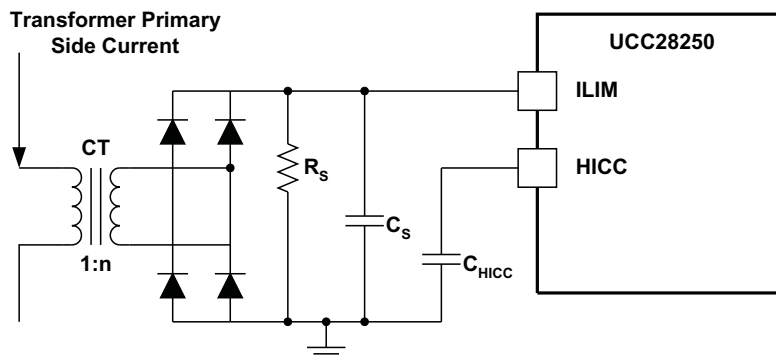 Transformer Primary
Side Current
UCC28250
ILIM
CT
HICC
R_S
C_S
1:n
C_HICC